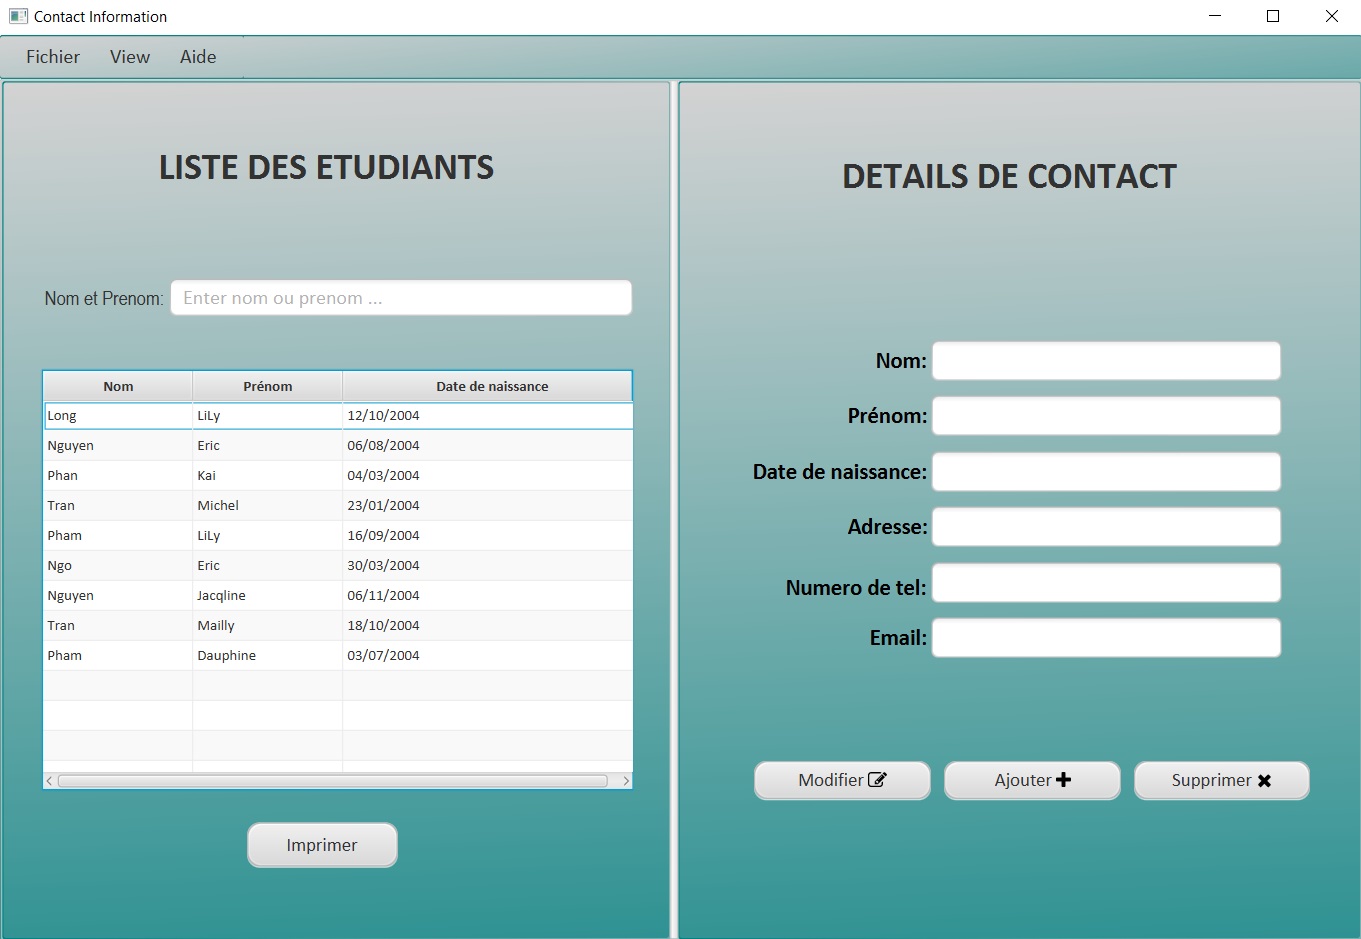 Contact Information
Fichier View Aide
LISTE DES ETUDIANTS
Nom et Prenom: Enter nom ou prenom ...
Nom Prénom Date de naissance
Long LiLy 12/10/2004
Nguyen Eric 06/08/2004
Phan Kai 04/03/2004
Tran Michel 23/01/2004
Pham LiLy 16/09/2004
Ngo Eric 30/03/2004
Nguyen Jacqline 06/11/2004
Tran Mailly 18/10/2004
Pham Dauphine 03/07/2004
Imprimer
DETAILS DE CONTACT
Nom:
Prénom:
Date de naissance:
Adresse:
Numero de tel:
Email:
Modifier Ajouter Supprimer